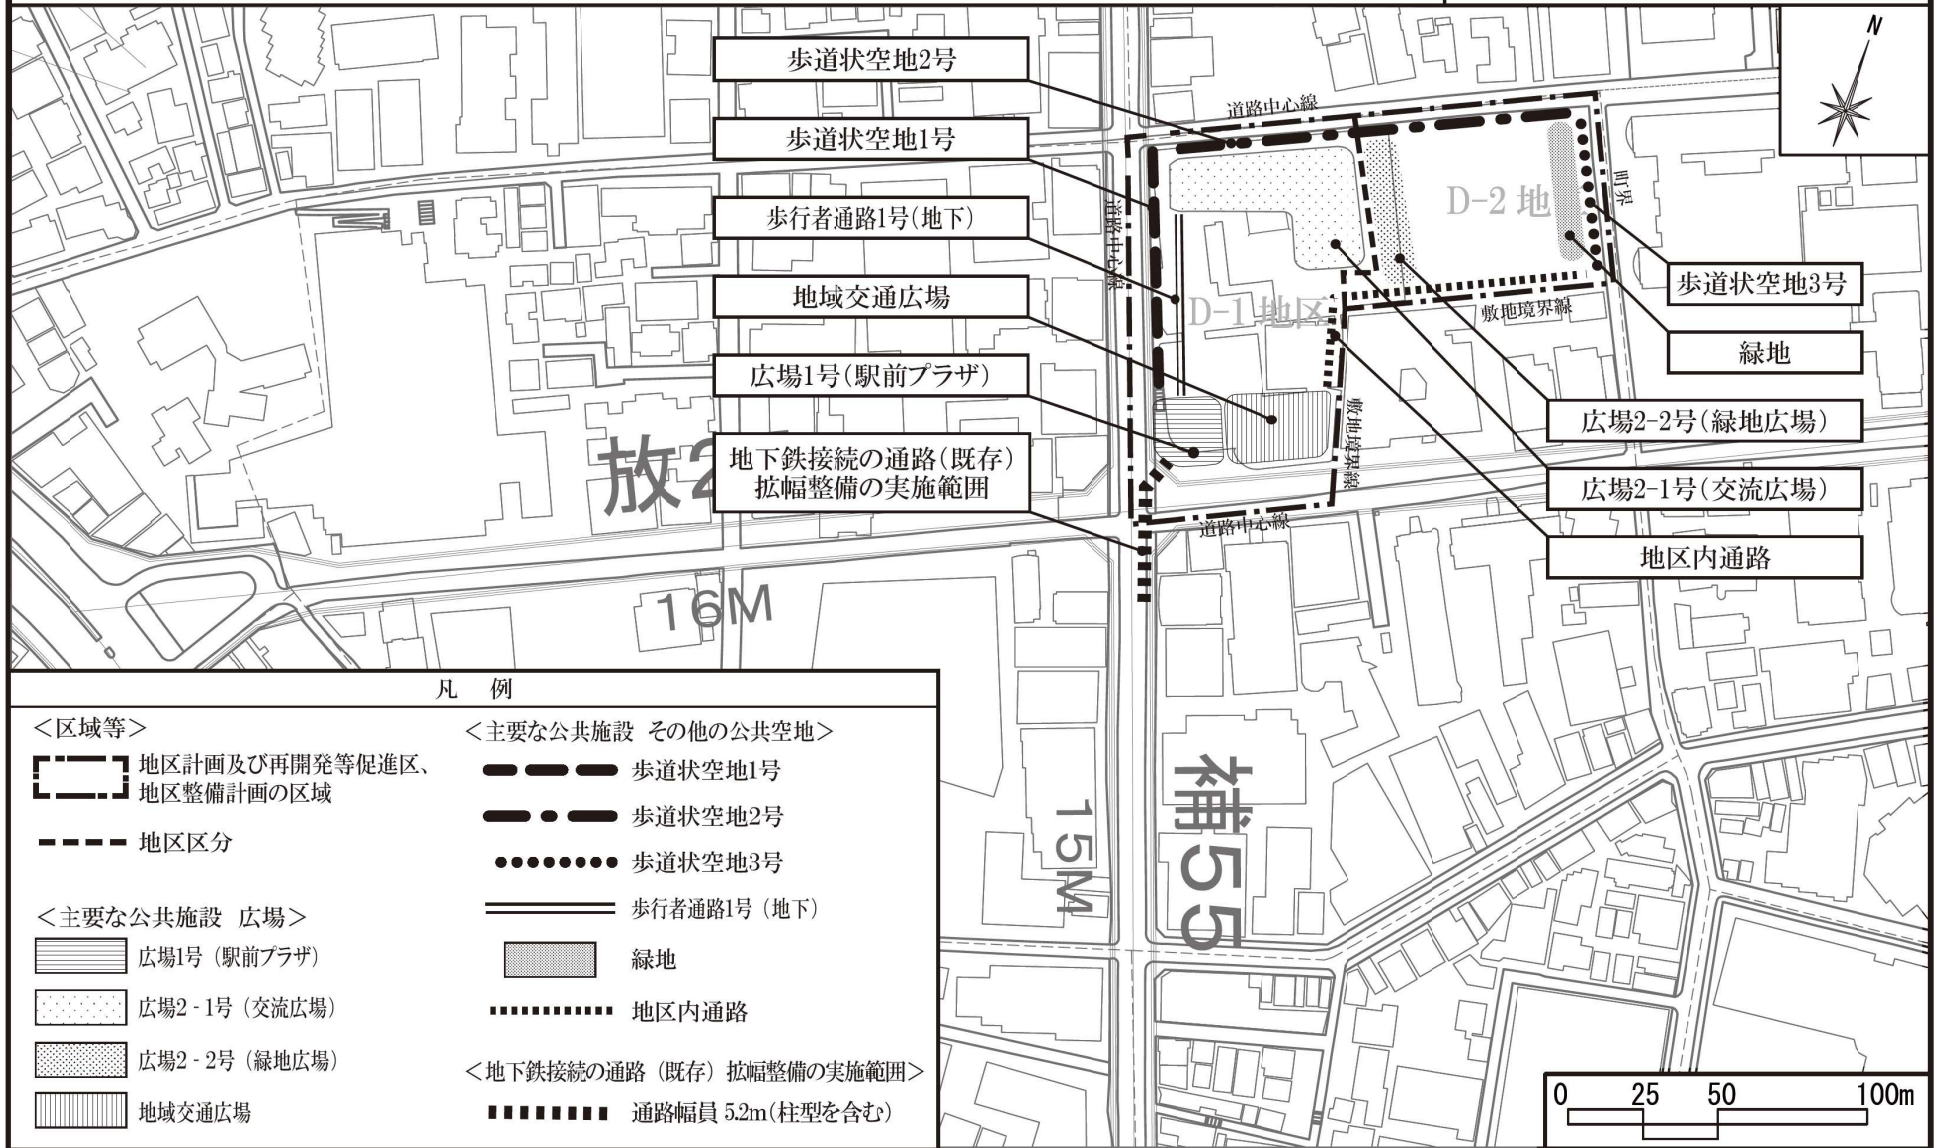 N
歩道状空地2号
歩道状空地1号
歩行者通路1号(地下)
地域交通広場
広場1号(駅前プラザ)
地下鉄接続の通路(既存)
拡幅整備の実施範囲
道路中心線
道路中心線
町界
D-2 地
D-1 地区
敷地境界線
敷地境界線
道路中心線
歩道状空地3号
緑地
広場2-2号(緑地広場)
広場2-1号(交流広場)
地区内通路
放2
16M
15M
補55
凡 例
<区域等>
地区計画及び再開発等促進区、
地区整備計画の区域
地区区分
<主要な公共施設 広場>
広場1号(駅前プラザ)
広場2-1号(交流広場)
広場2-2号(緑地広場)
地域交通広場
<主要な公共施設 その他の公共空地>
歩道状空地1号
歩道状空地2号
歩道状空地3号
歩行者通路1号(地下)
緑地
地区内通路
<地下鉄接続の通路(既存)拡幅整備の実施範囲>
通路幅員 5.2m(柱型を含む)
0 25 50 100m